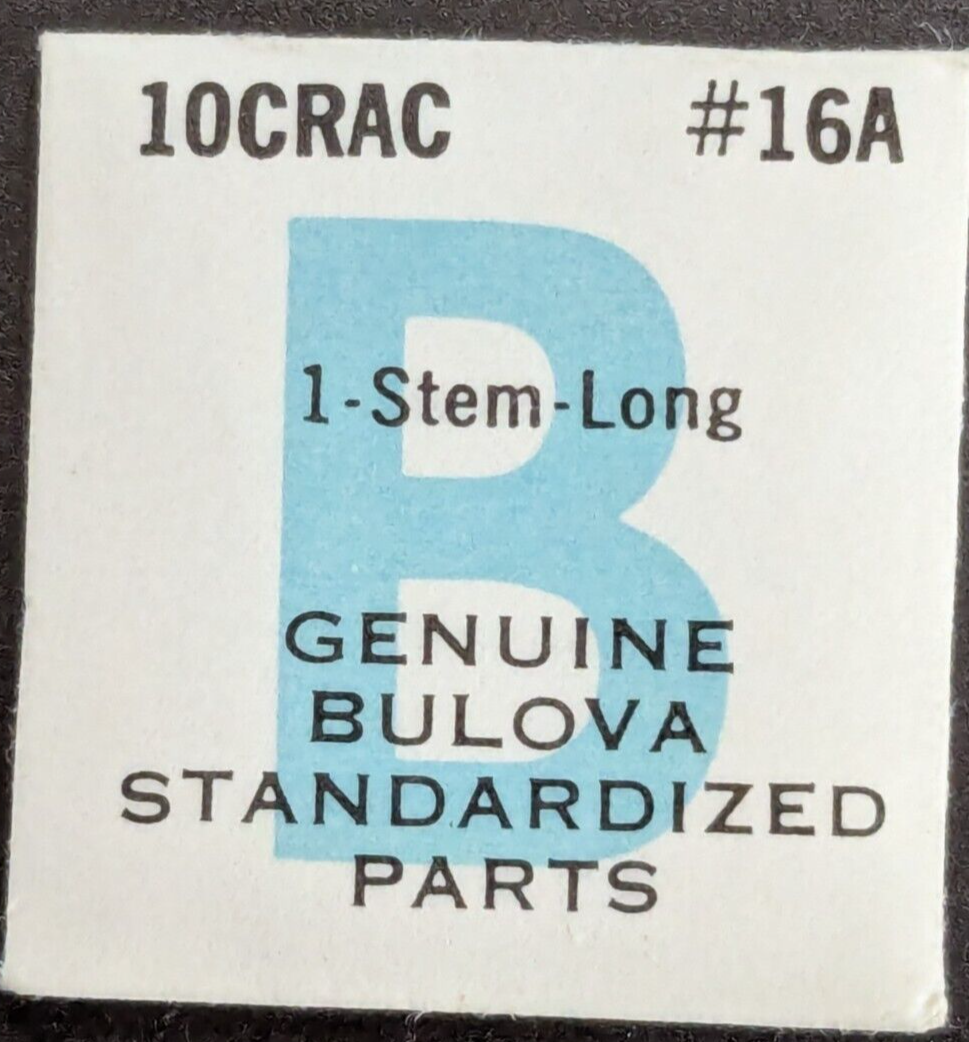 10CRAC #16A
B
1-Stem-Long
GENUINE
BULOVA
STANDARDIZED
PARTS